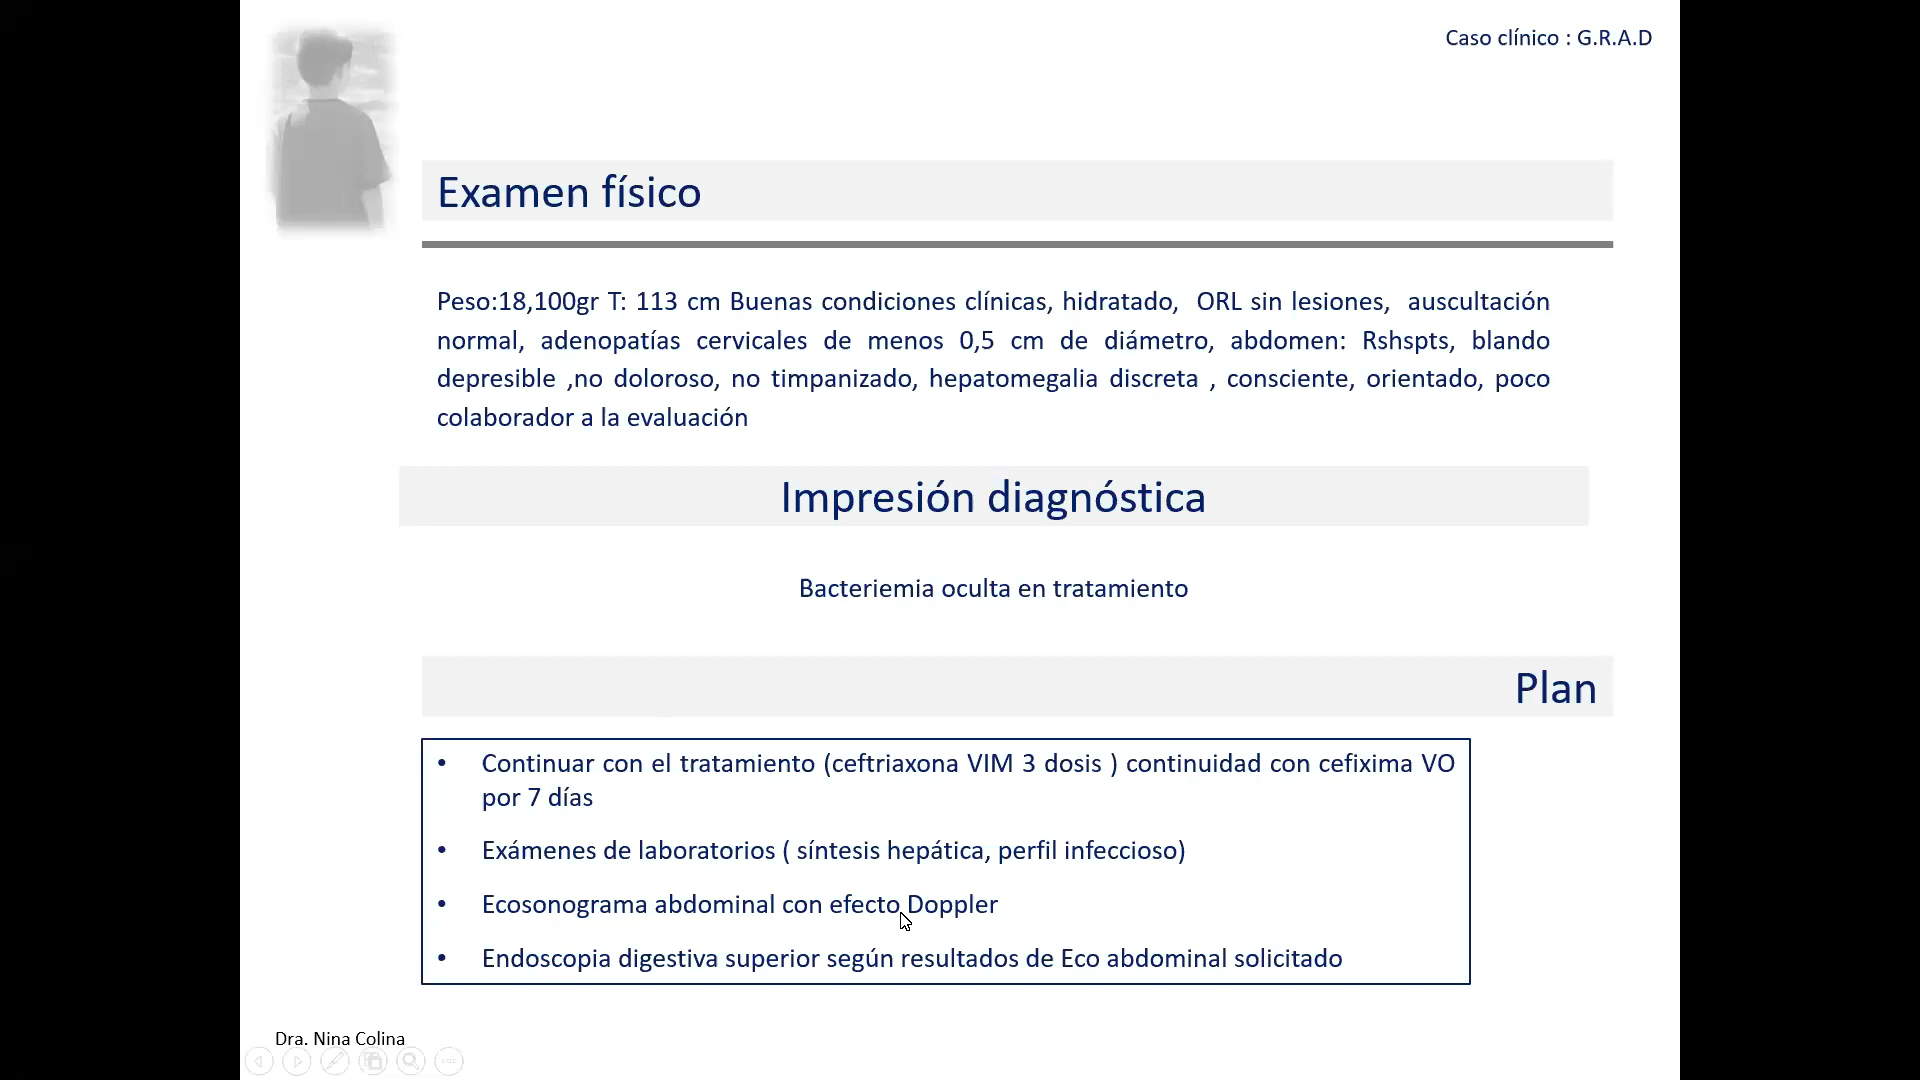 Caso clínico : G.R.A.D
Examen físico
Peso:18,100gr T: 113 cm Buenas condiciones clínicas, hidratado, ORL sin lesiones, auscultación
normal, adenopatías cervicales de menos 0,5 cm de diámetro, abdomen: Rshspts, blando
depresible ,no doloroso, no timpanizado, hepatomegalia discreta , consciente, orientado, poco
colaborador a la evaluación
Impresión diagnóstica
Bacteriemia oculta en tratamiento
Plan
• Continuar con el tratamiento (ceftriaxona VIM 3 dosis ) continuidad con cefixima VO
por 7 días
• Exámenes de laboratorios ( síntesis hepática, perfil infeccioso)
• Ecosonograma abdominal con efecto Doppler
• Endoscopia digestiva superior según resultados de Eco abdominal solicitado
Dra. Nina Colina